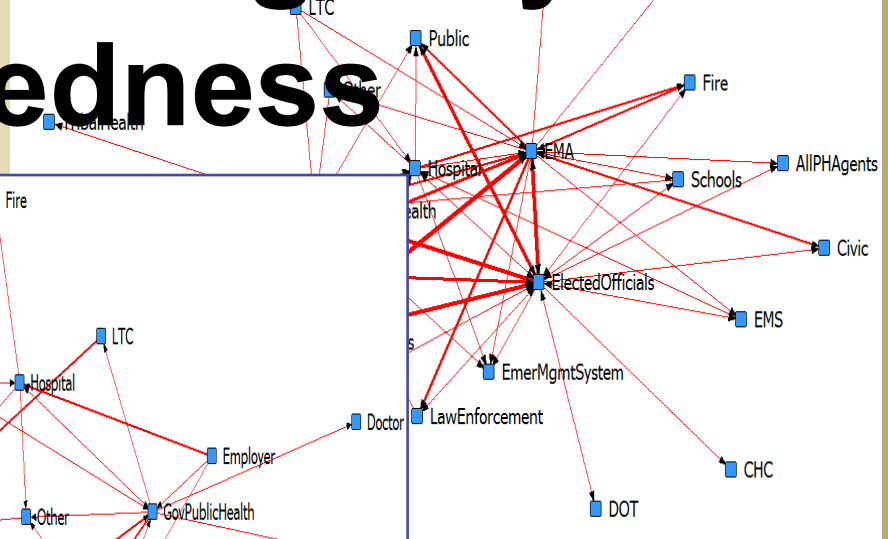 LTC
Public
edness
Other
Fire
TribalHealth
EMA
Hospital
AllPHAgents
Schools
ealth
Civic
ElectedOfficials
EMS
s
EmerMgmtSystem
LawEnforcement
CHC
DOT
Fire
LTC
Hospital
Doctor
Employer
GovPublicHealth
Other